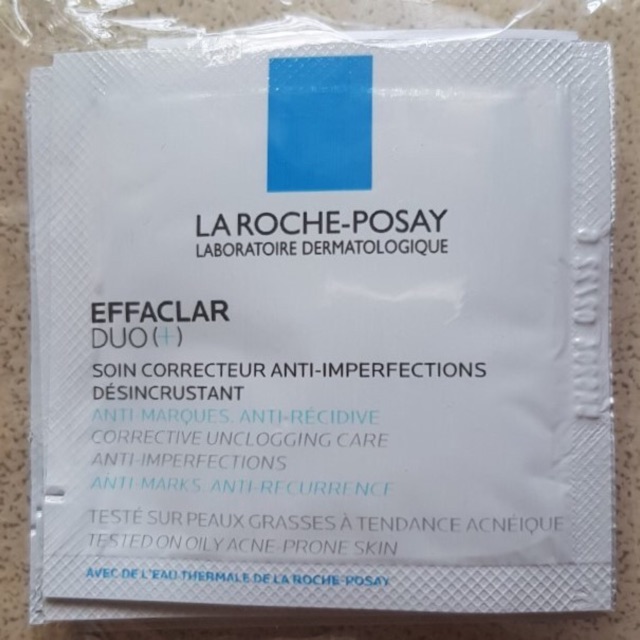 LA ROCHE-POSAY
LABORATOIRE DERMATOLOGIQUE
EFFACLAR
DUO(+)
SOIN CORRECTEUR ANTI-IMPERFECTIONS
DÉSINCRUSTANT
ANTI-MARQUES. ANTI-RÉCIDIVE
CORRECTIVE UNCLOGGING CARE
ANTI-IMPERFECTIONS
ANTI-MARKS. ANTI-RECURRENCE
TESTÉ SUR PEAUX GRASSES À TENDANCE ACNÉIQUE
TESTED ON OILY ACNE-PRONE SKIN
AVEC DE L'EAU THERMALE DE LA ROCHE-POSAY